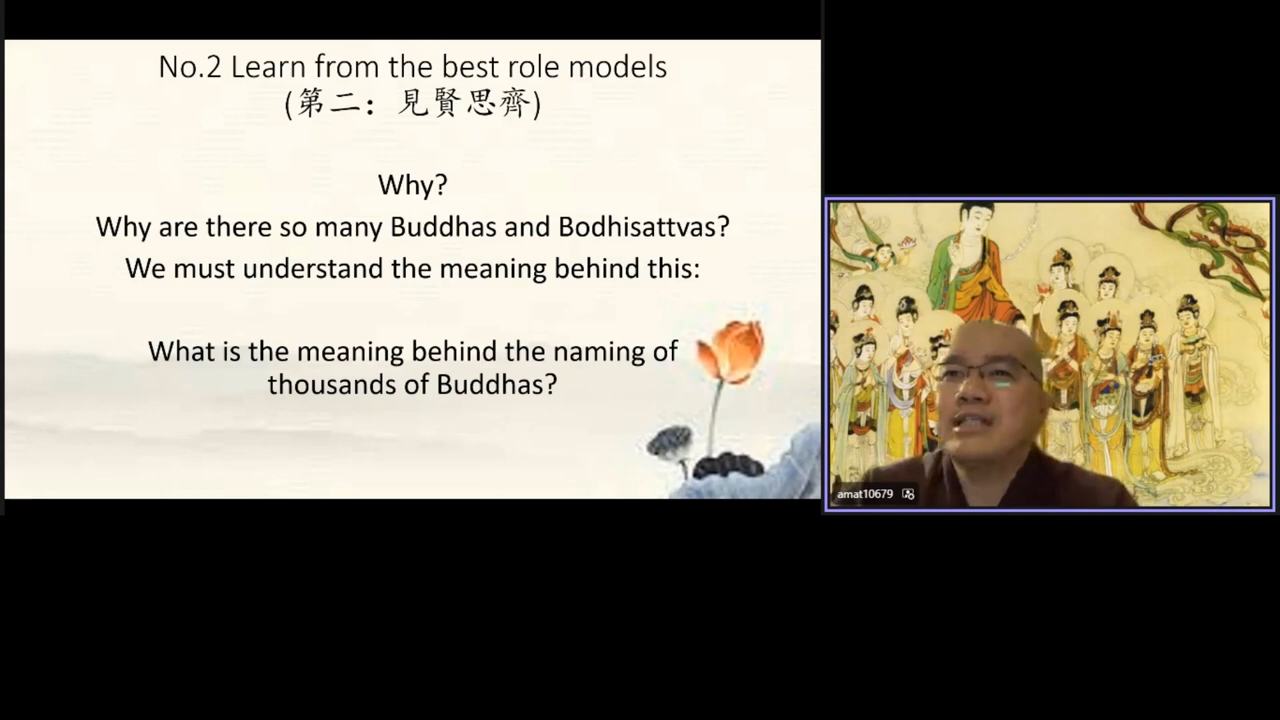 No.2 Learn from the best role models
(第二：見賢思齊)
Why?
Why are there so many Buddhas and Bodhisattvas?
We must understand the meaning behind this:
What is the meaning behind the naming of
thousands of Buddhas?
amat10679